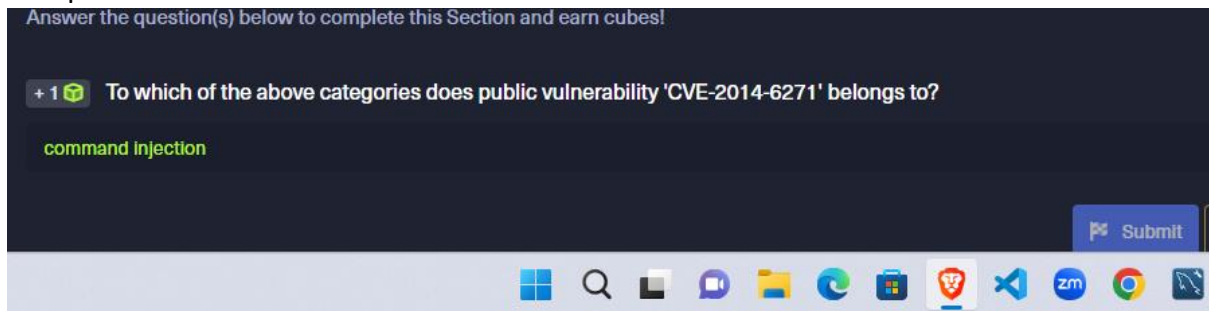 Answer the question(s) below to complete this Section and earn cubes!
+ 1 To which of the above categories does public vulnerability 'CVE-2014-6271' belongs to?
command injection
Submit
zm